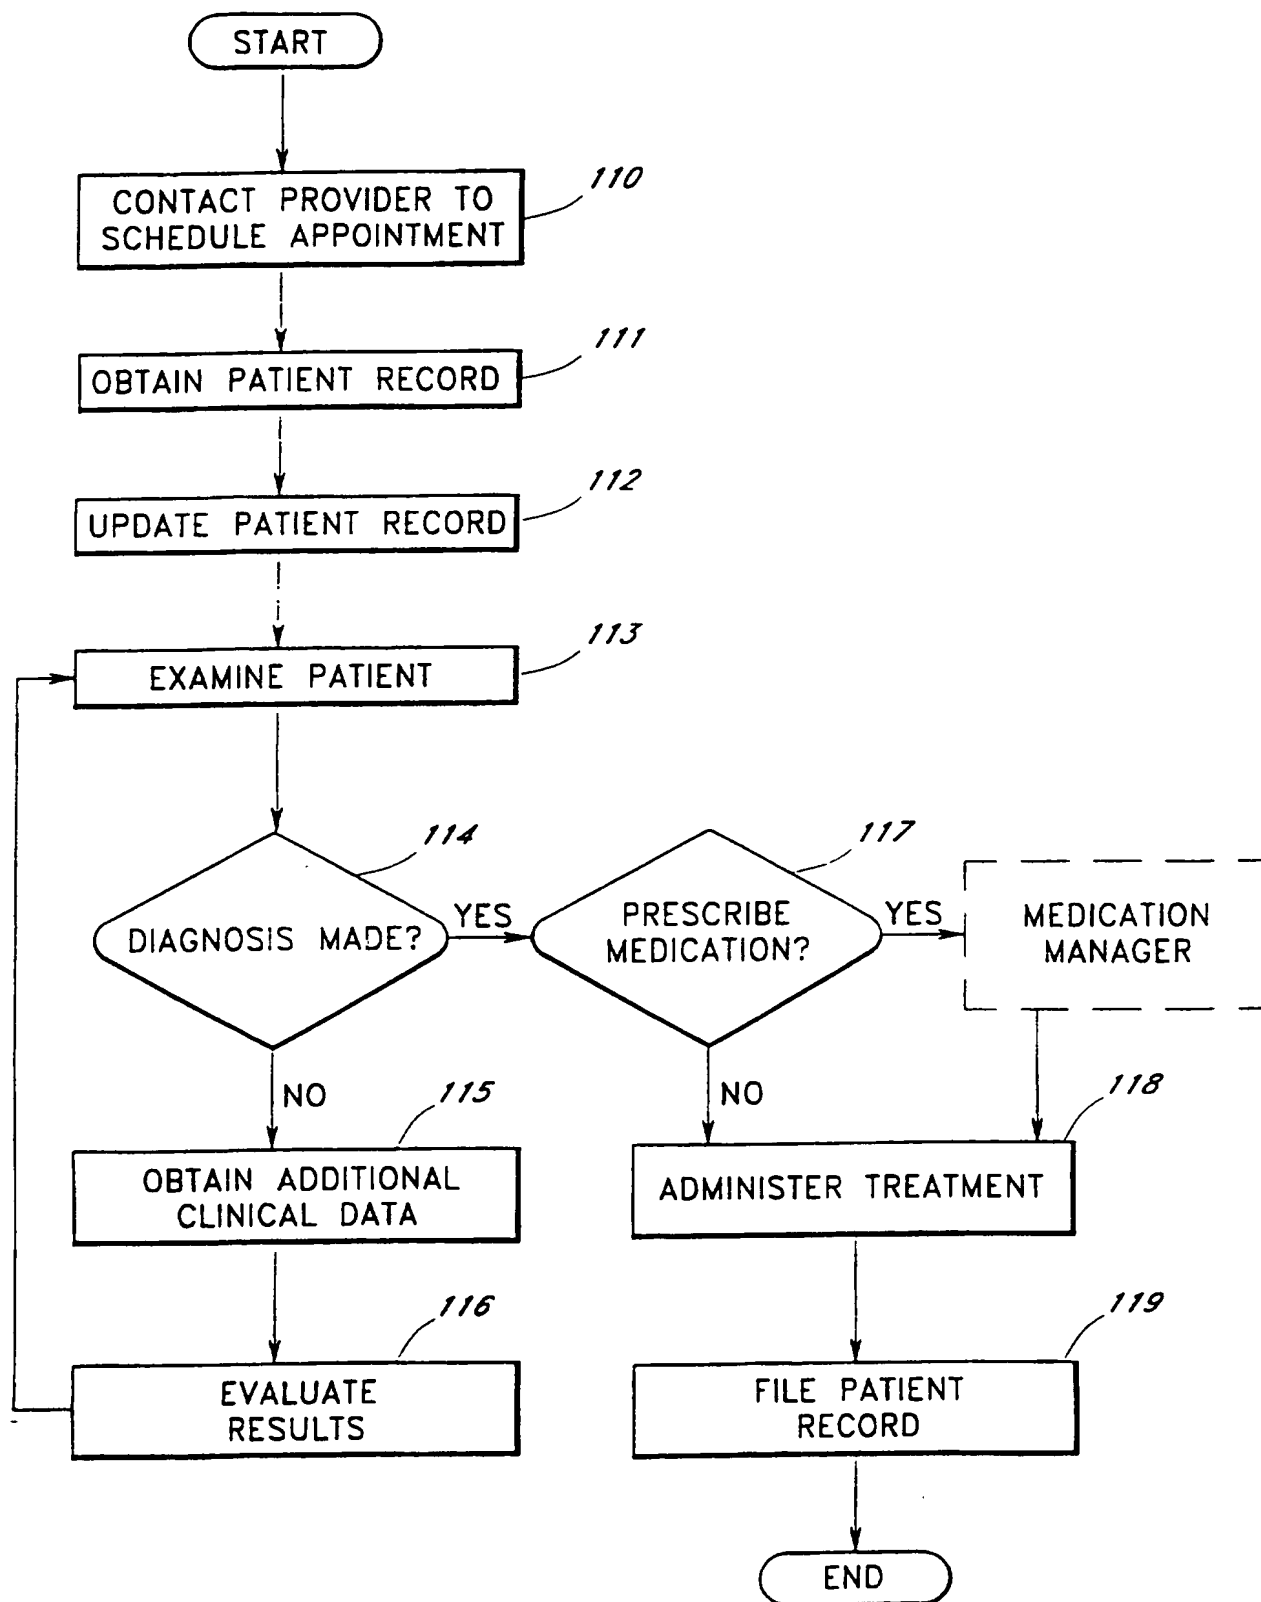 START
110
CONTACT PROVIDER TO
SCHEDULE APPOINTMENT
111
OBTAIN PATIENT RECORD
112
UPDATE PATIENT RECORD
113
EXAMINE PATIENT
114
DIAGNOSIS MADE?
YES
117
PRESCRIBE
MEDICATION?
YES
MEDICATION
MANAGER
NO
115
OBTAIN ADDITIONAL
CLINICAL DATA
NO
118
ADMINISTER TREATMENT
116
EVALUATE
RESULTS
119
FILE PATIENT
RECORD
END